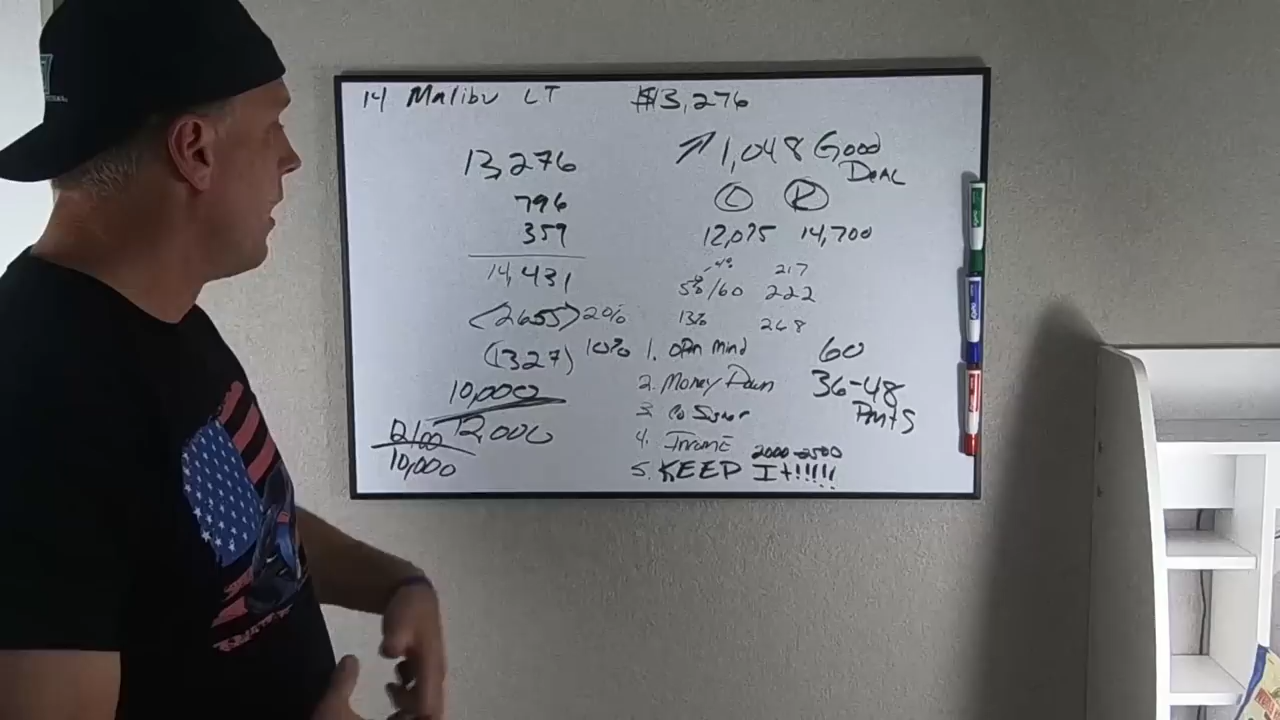 14 Malibu LT $13,276
13,276
796
359
14,431
<2655> 20%
(1327) 10%
10,000
12,000
10,000
↗ 1,048 Good
Deal
C R
12,075 14,700
4% 217
5%/60 222
13% 268
1. Open Mind 60
2. Money Down 36-48
3. Co Signer Pmts
4. Income 2000-2500
5. KEEP It!!!!!